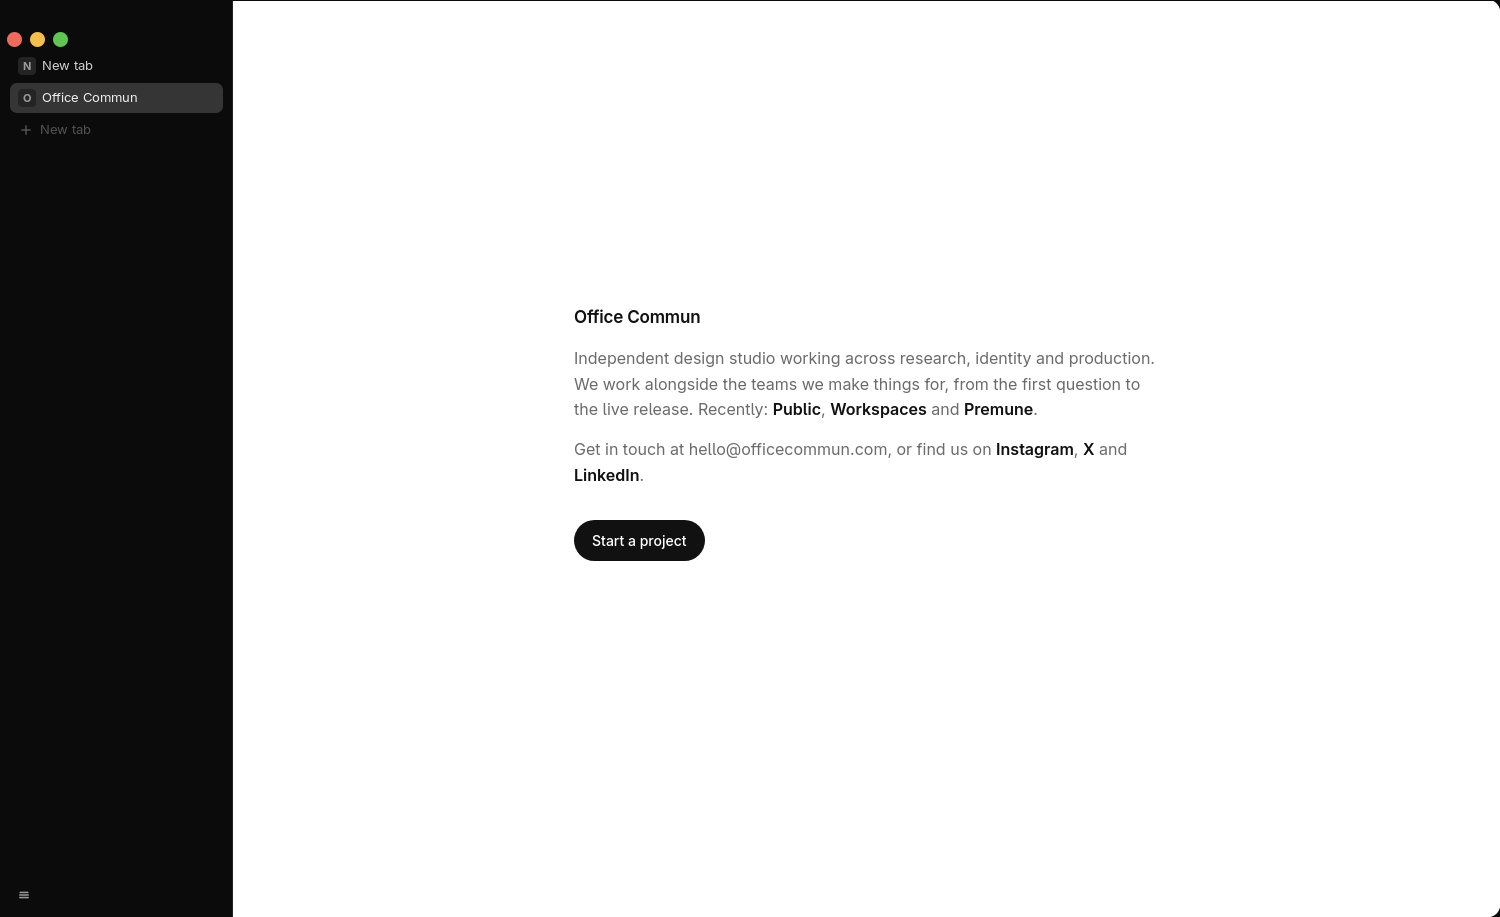 N New tab
O Office Commun
New tab
Office Commun
Independent design studio working across research, identity and production.
We work alongside the teams we make things for, from the first question to
the live release. Recently: Public, Workspaces and Premune.
Get in touch at hello@officecommun.com, or find us on Instagram, X and
LinkedIn.
Start a project